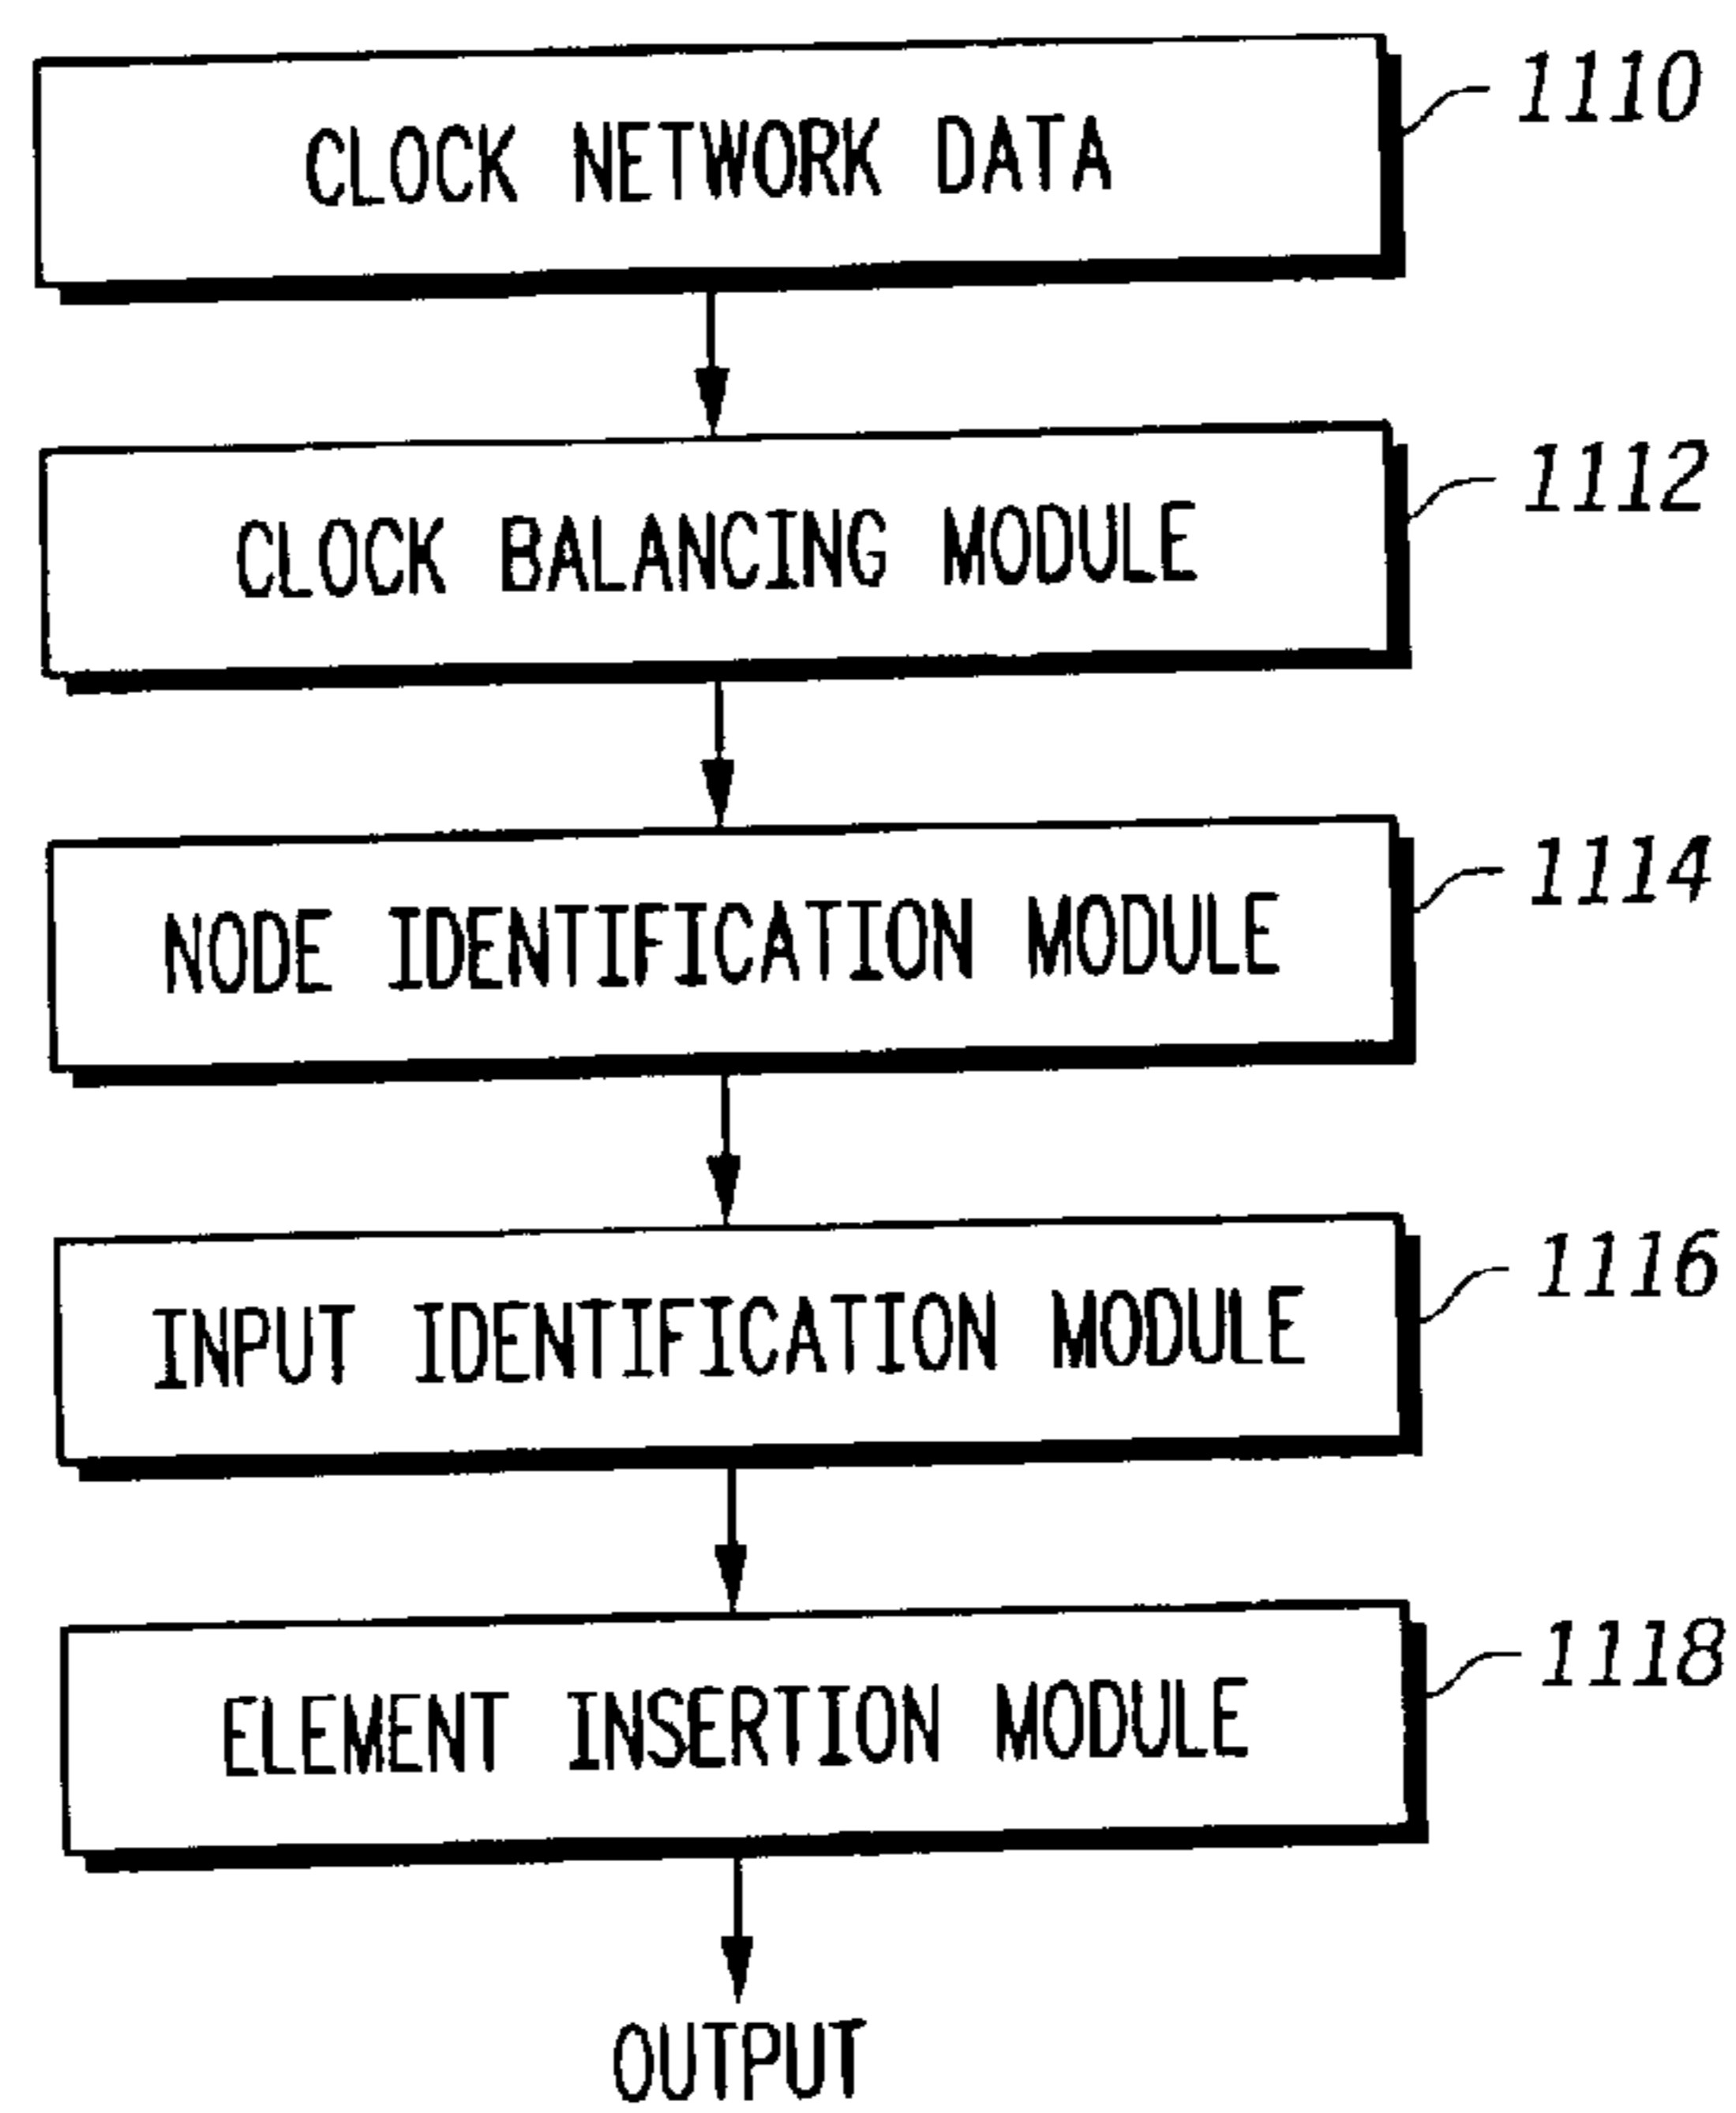 CLOCK NETWORK DATA
1110
CLOCK BALANCING MODULE
1112
NODE IDENTIFICATION MODULE
1114
INPUT IDENTIFICATION MODULE
1116
ELEMENT INSERTION MODULE
1118
OUTPUT